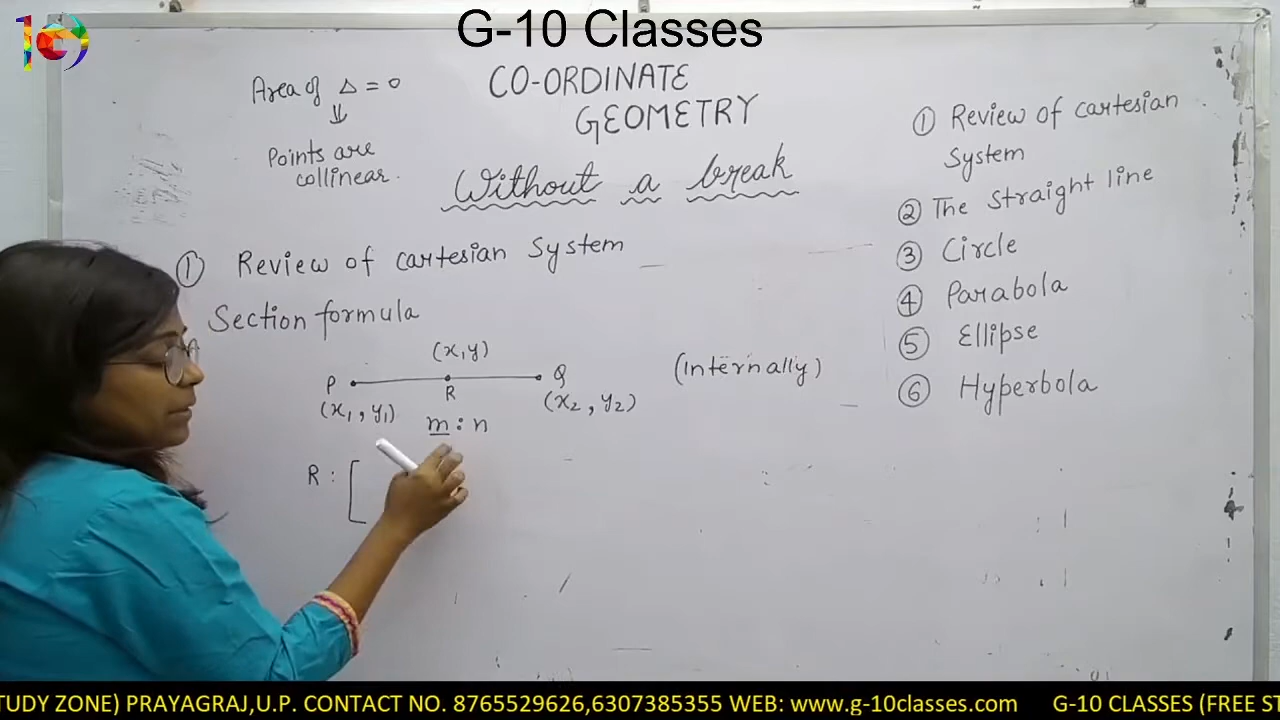 G-10 Classes
Area of Δ = 0
⇓
Points are
collinear.
CO-ORDINATE
GEOMETRY
Without a break
① Review of cartesian
System
② The straight line
③ Circle
④ Parabola
⑤ Ellipse
⑥ Hyperbola
① Review of cartesian System
Section formula
(x,y)
P R Q
(x₁, y₁) (x₂, y₂)
m : n
(Internally)
R : [
STUDY ZONE) PRAYAGRAJ,U.P. CONTACT NO. 8765529626,6307385355 WEB: www.g-10classes.com G-10 CLASSES (FREE ST